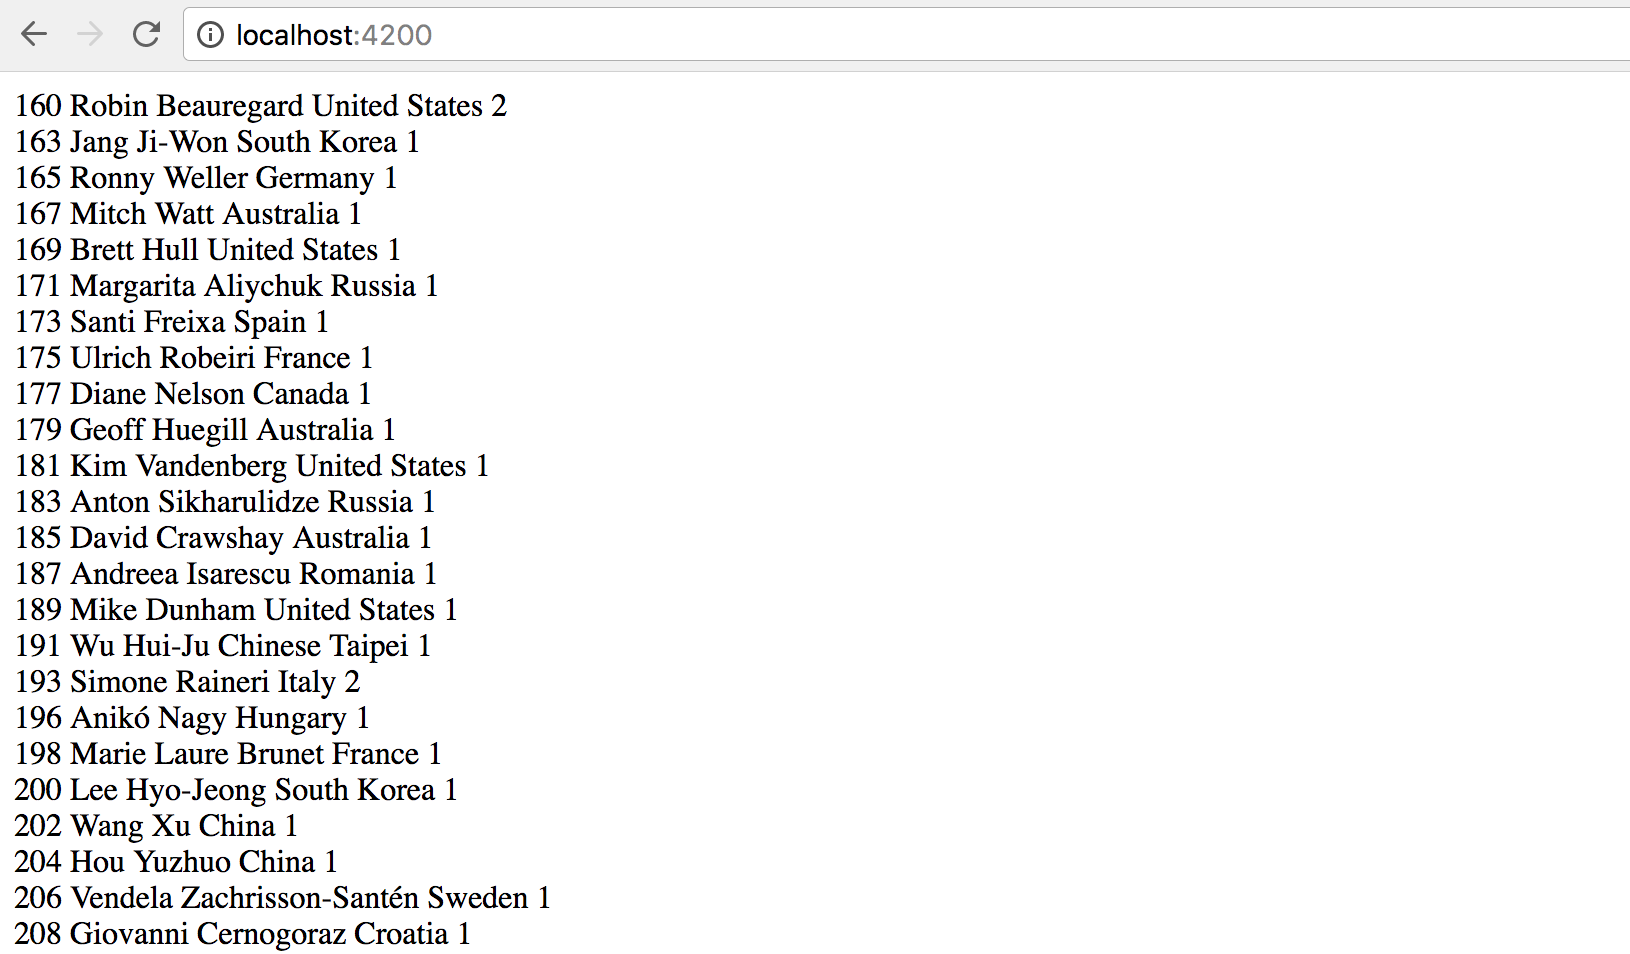 localhost:4200
160 Robin Beauregard United States 2
163 Jang Ji-Won South Korea 1
165 Ronny Weller Germany 1
167 Mitch Watt Australia 1
169 Brett Hull United States 1
171 Margarita Aliychuk Russia 1
173 Santi Freixa Spain 1
175 Ulrich Robeiri France 1
177 Diane Nelson Canada 1
179 Geoff Huegill Australia 1
181 Kim Vandenberg United States 1
183 Anton Sikharulidze Russia 1
185 David Crawshay Australia 1
187 Andreea Isarescu Romania 1
189 Mike Dunham United States 1
191 Wu Hui-Ju Chinese Taipei 1
193 Simone Raineri Italy 2
196 Anikó Nagy Hungary 1
198 Marie Laure Brunet France 1
200 Lee Hyo-Jeong South Korea 1
202 Wang Xu China 1
204 Hou Yuzhuo China 1
206 Vendela Zachrisson-Santén Sweden 1
208 Giovanni Cernogoraz Croatia 1